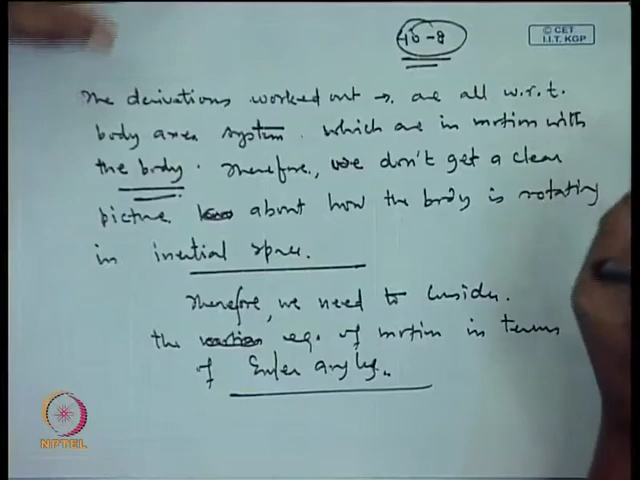 40-8
© CET
I.I.T. KGP
The derivations worked out → are all w.r.t.
body axes system which are in motion with
the body. Therefore, we don't get a clear
picture about how the body is rotating
in inertial space.
Therefore, we need to consider.
the eq. of motion in terms
of Euler angles.
NPTEL